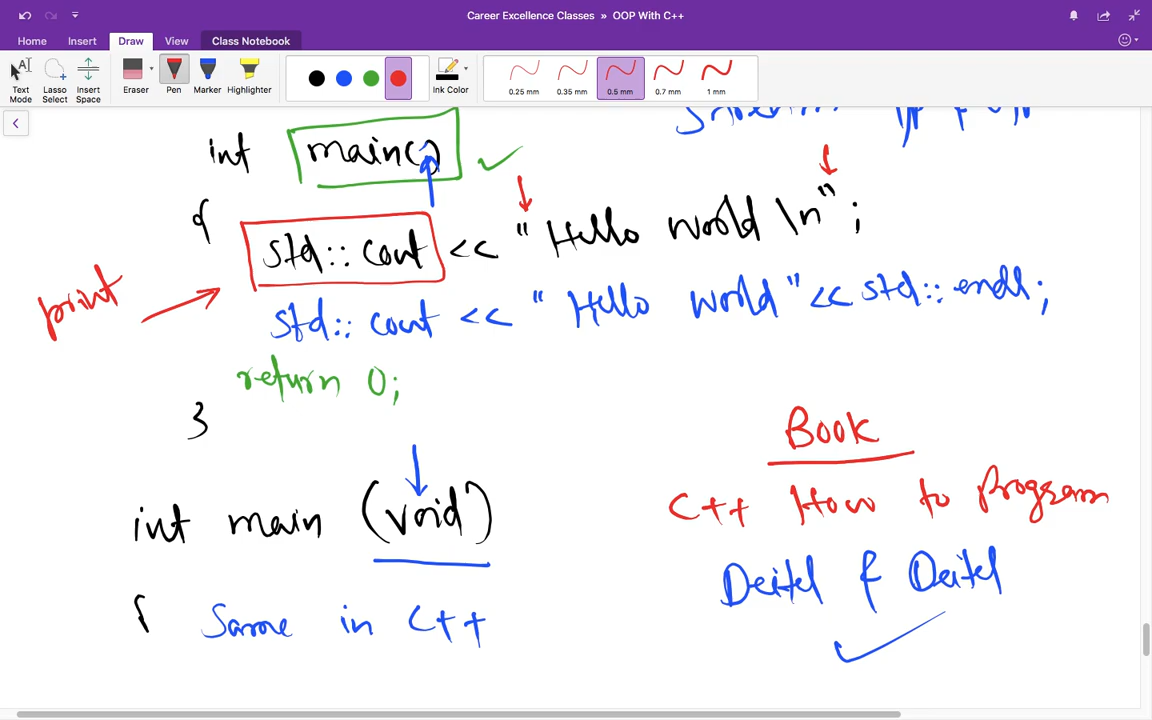 Career Excellence Classes » OOP With C++
Home Insert Draw View Class Notebook
Text Mode
Lasso Select
Insert Space
Eraser
Pen
Marker
Highlighter
Ink Color
0.25 mm
0.35 mm
0.5 mm
0.7 mm
1 mm
int main()
{
std::cout << "Hello World \n";
print
std::cout << "Hello World" << std::endl;
return 0;
}
Book
C++ How to Program
Deitel & Deitel
int main (void)
{ Same in C++